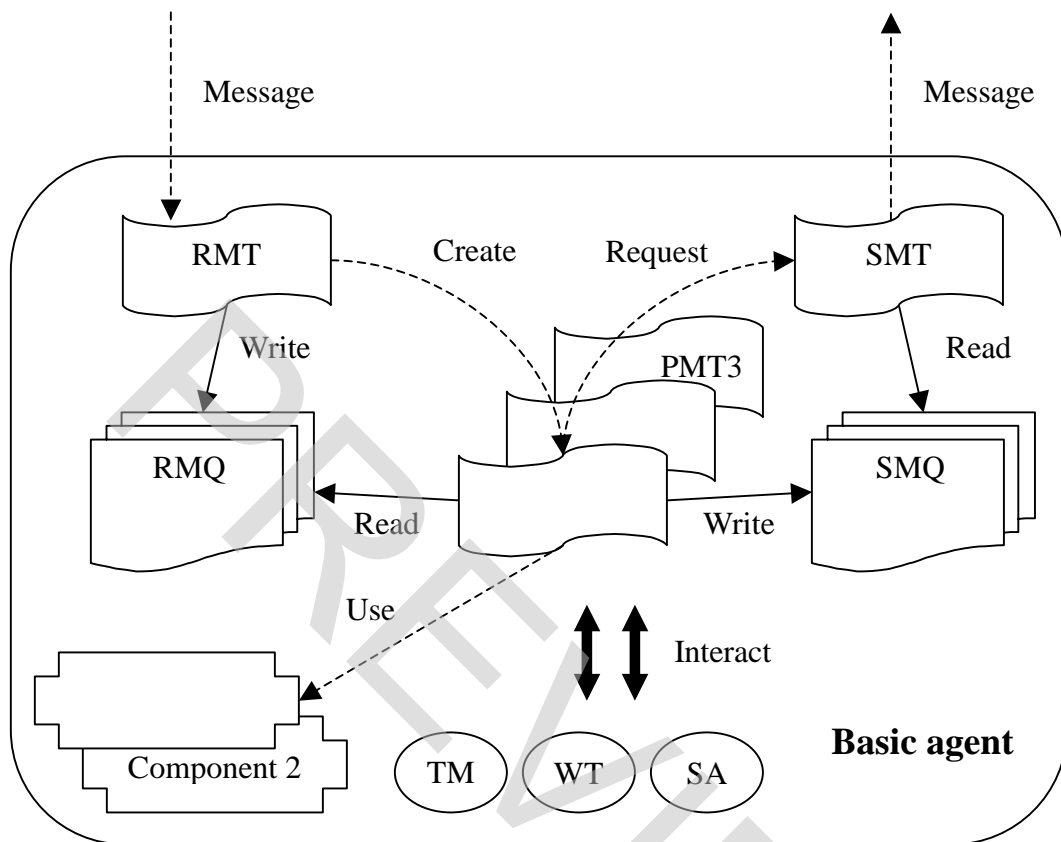 Message
Message
RMT
Create
Request
SMT
Write
PMT3
Read
RMQ
SMQ
Read
Write
Use
Interact
Basic agent
Component 2
TM
WT
SA